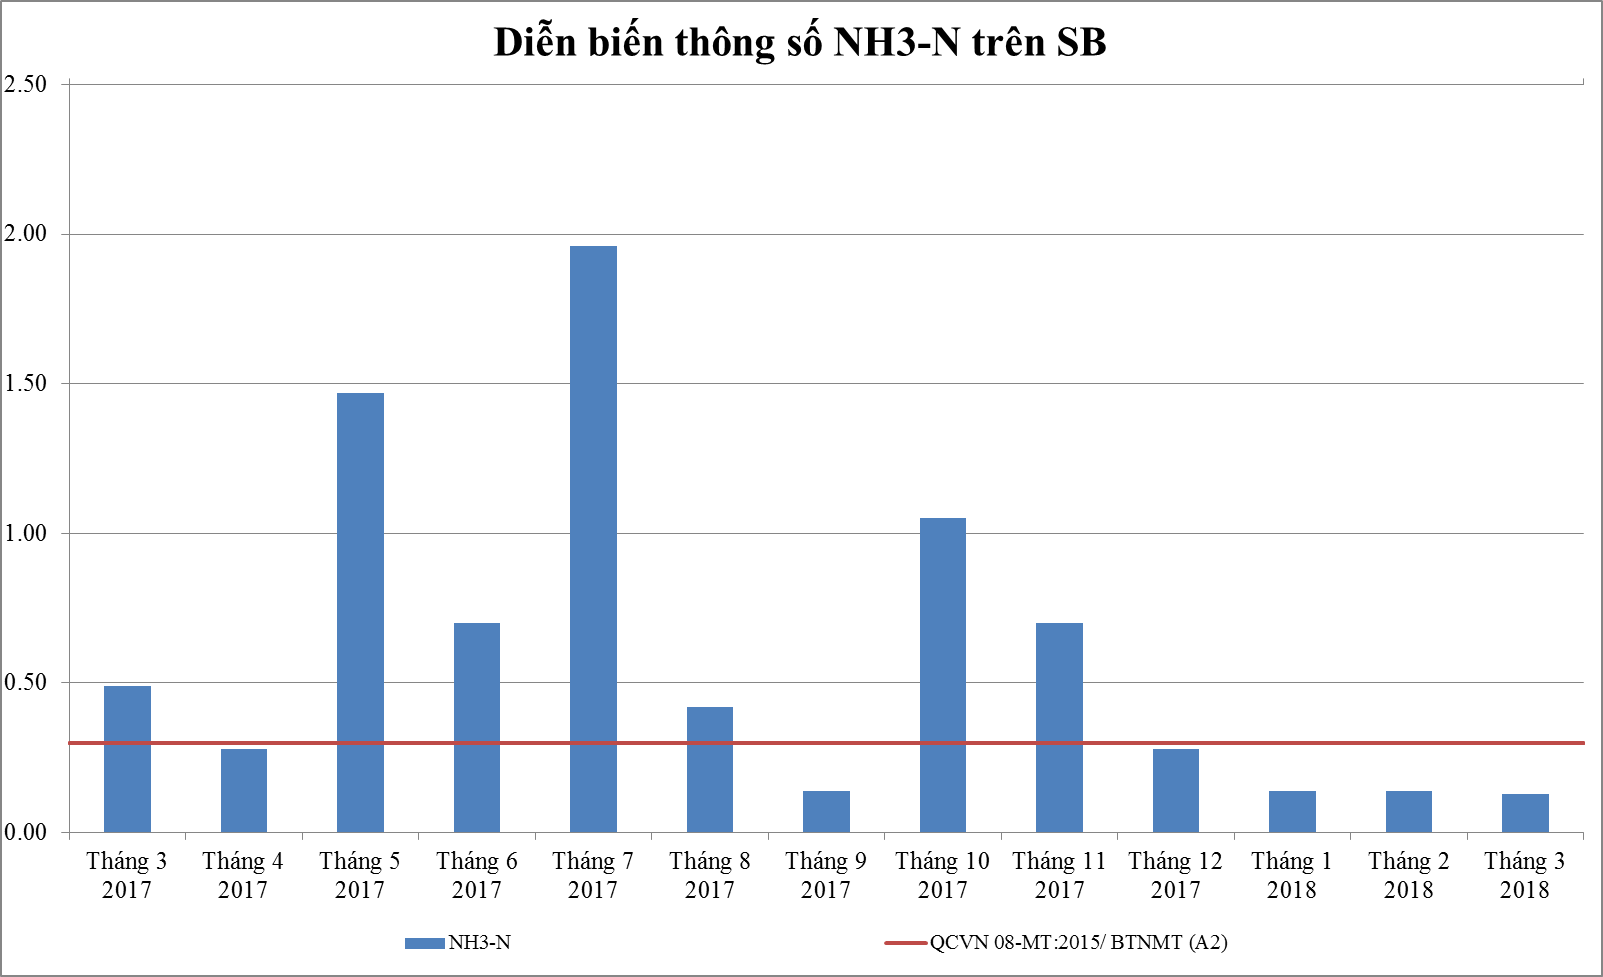 Diễn biến thông số NH3-N trên SB
2.50
2.00
1.50
1.00
0.50
0.00
Tháng 3
2017
Tháng 4
2017
Tháng 5
2017
Tháng 6
2017
Tháng 7
2017
Tháng 8
2017
Tháng 9
2017
Tháng 10
2017
Tháng 11
2017
Tháng 12
2017
Tháng 1
2018
Tháng 2
2018
Tháng 3
2018
NH3-N
QCVN 08-MT:2015/ BTNMT (A2)